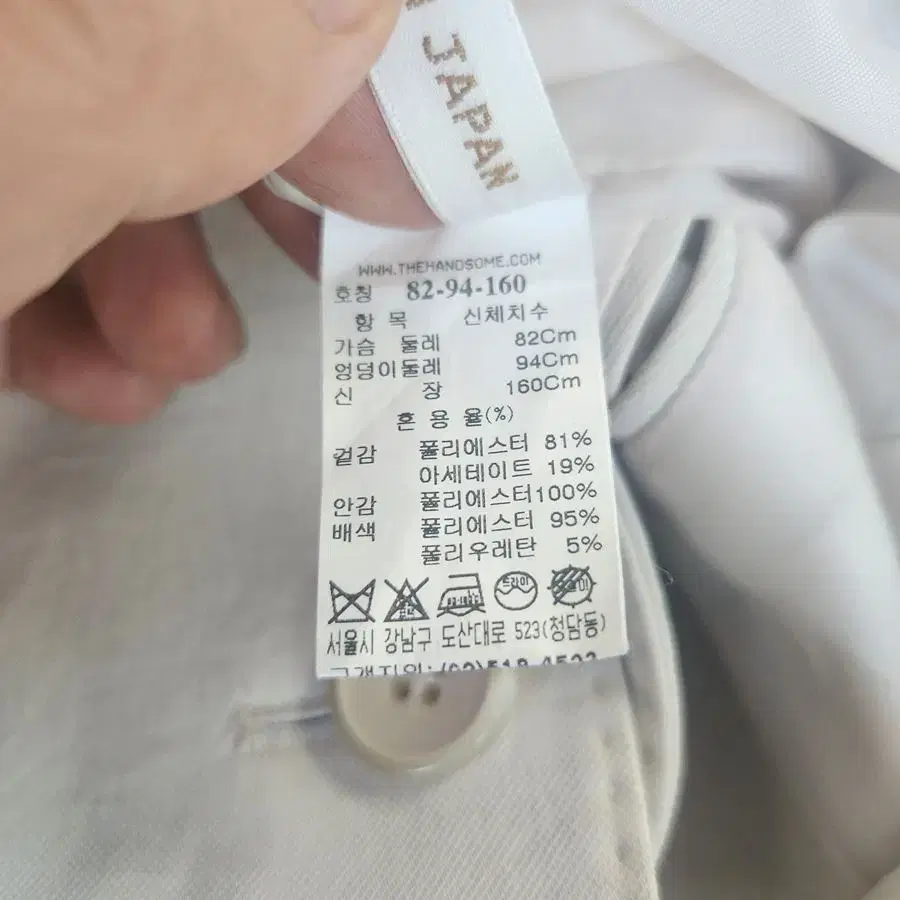 JAPAN
WWW.THEHANDSOME.COM
호칭 82-94-160
항 목 신체치수
가슴 둘레 82Cm
엉덩이둘레 94Cm
신 장 160Cm
혼 용 율(%)
겉감 폴리에스터 81%
아세테이트 19%
안감 폴리에스터100%
배색 폴리에스터 95%
폴리우레탄 5%
드라이
서울시 강남구 도산대로 523(청담동)
고객지원: